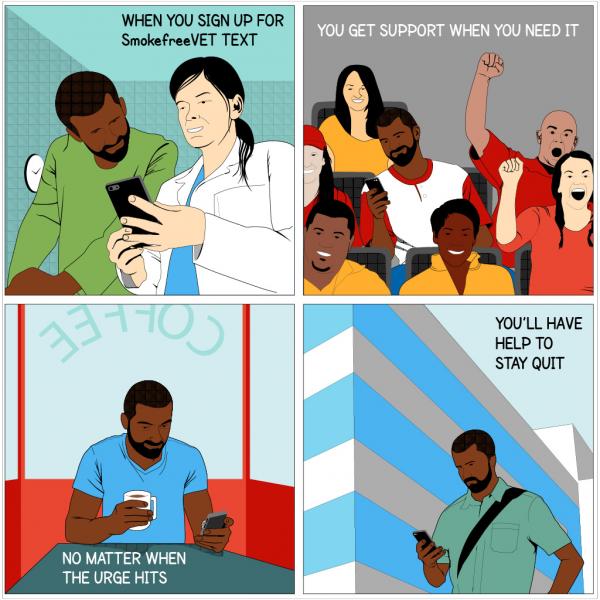 WHEN YOU SIGN UP FOR
SmokefreeVET TEXT
YOU GET SUPPORT WHEN YOU NEED IT
COFFEE
NO MATTER WHEN
THE URGE HITS
YOU'LL HAVE
HELP TO
STAY QUIT